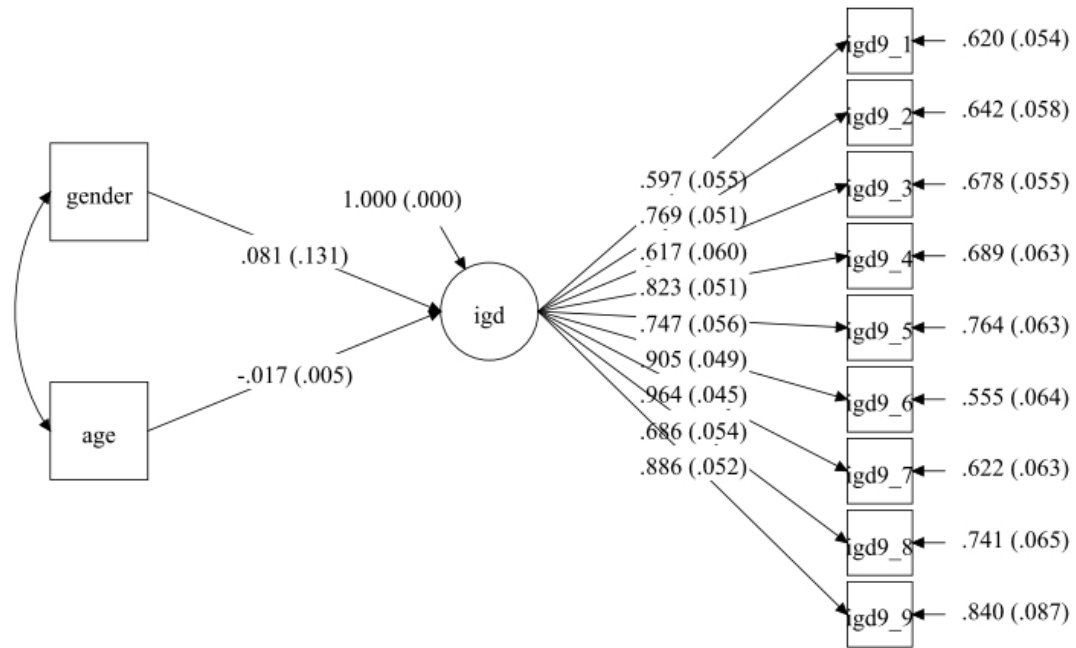 gender
age
.081 (.131)
-.017 (.005)
1.000 (.000)
igd
.597 (.055)
.769 (.051)
.617 (.060)
.823 (.051)
.747 (.056)
.905 (.049)
.964 (.045)
.686 (.054)
.886 (.052)
igd9_1 .620 (.054)
igd9_2 .642 (.058)
igd9_3 .678 (.055)
igd9_4 .689 (.063)
igd9_5 .764 (.063)
igd9_6 .555 (.064)
igd9_7 .622 (.063)
igd9_8 .741 (.065)
igd9_9 .840 (.087)